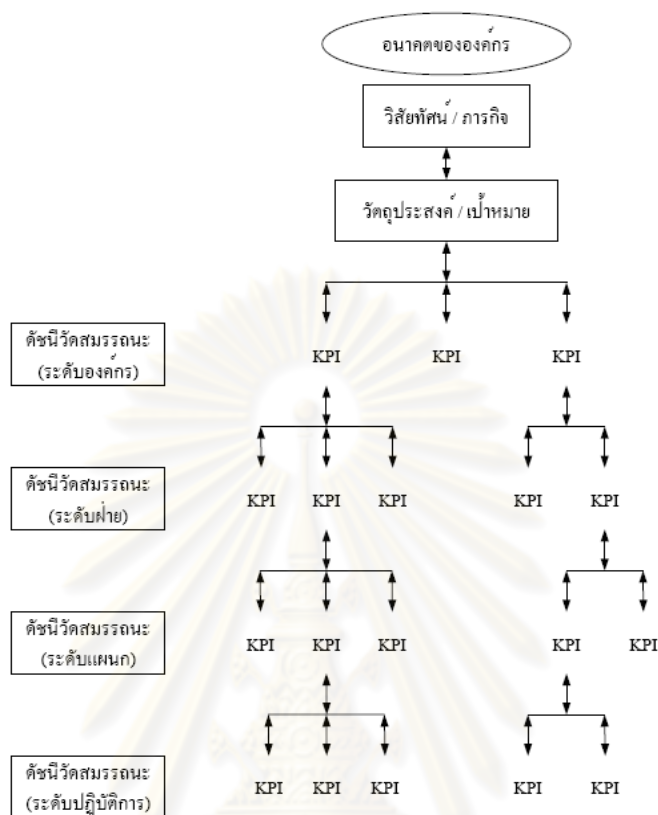 อนาคตขององค์กร
วิสัยทัศน์ / ภารกิจ
วัตถุประสงค์ / เป้าหมาย
ดัชนีวัดสมรรถนะ
(ระดับองค์กร)
KPI KPI KPI
ดัชนีวัดสมรรถนะ
(ระดับฝ่าย)
KPI KPI KPI KPI KPI
ดัชนีวัดสมรรถนะ
(ระดับแผนก)
KPI KPI KPI KPI KPI
ดัชนีวัดสมรรถนะ
(ระดับปฏิบัติการ)
KPI KPI KPI KPI KPI